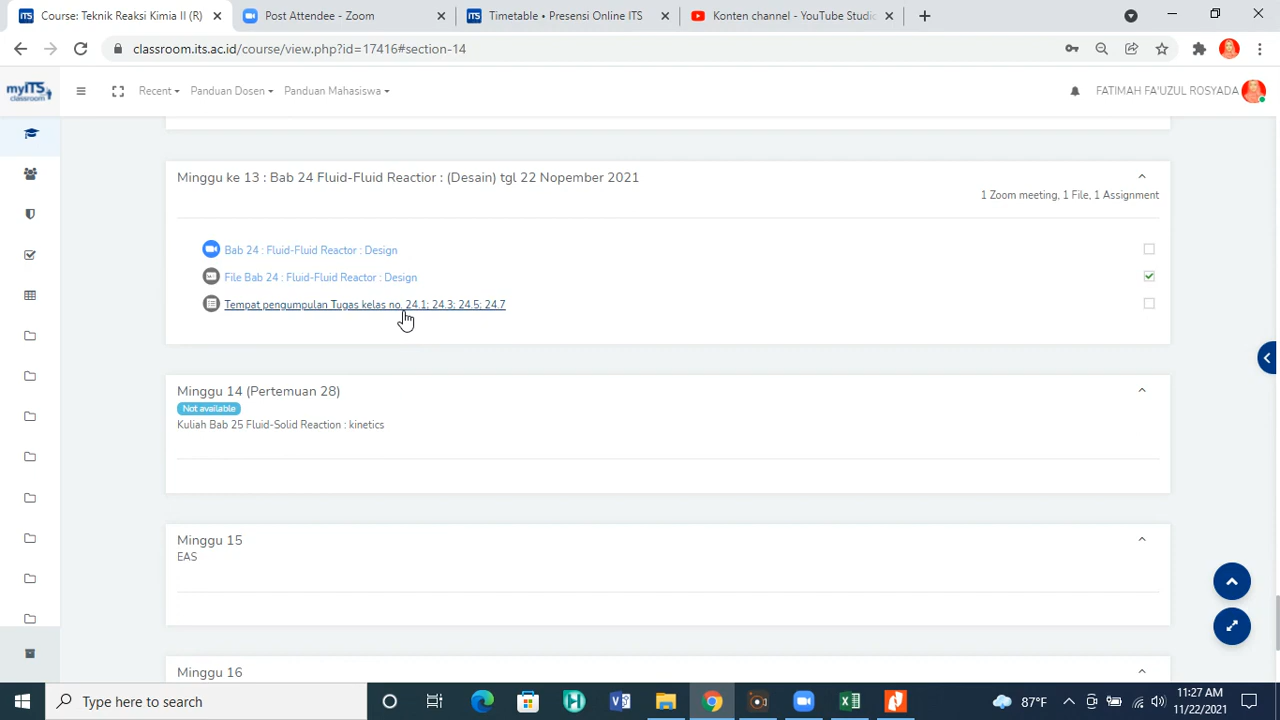 Course: Teknik Reaksi Kimia II (R)
Post Attendee - Zoom
Timetable • Presensi Online ITS
Konten channel - YouTube Studio
classroom.its.ac.id/course/view.php?id=17416#section-14
myITS
classroom
Recent
Panduan Dosen
Panduan Mahasiswa
FATIMAH FA'UZUL ROSYADA
Minggu ke 13 : Bab 24 Fluid-Fluid Reactior : (Desain) tgl 22 Nopember 2021
1 Zoom meeting, 1 File, 1 Assignment
Bab 24 : Fluid-Fluid Reactor : Design
File Bab 24 : Fluid-Fluid Reactor : Design
Tempat pengumpulan Tugas kelas no. 24.1; 24.3; 24.5; 24.7
Minggu 14 (Pertemuan 28)
Not available
Kuliah Bab 25 Fluid-Solid Reaction : kinetics
Minggu 15
EAS
Minggu 16
Type here to search
87°F
11:27 AM
11/22/2021